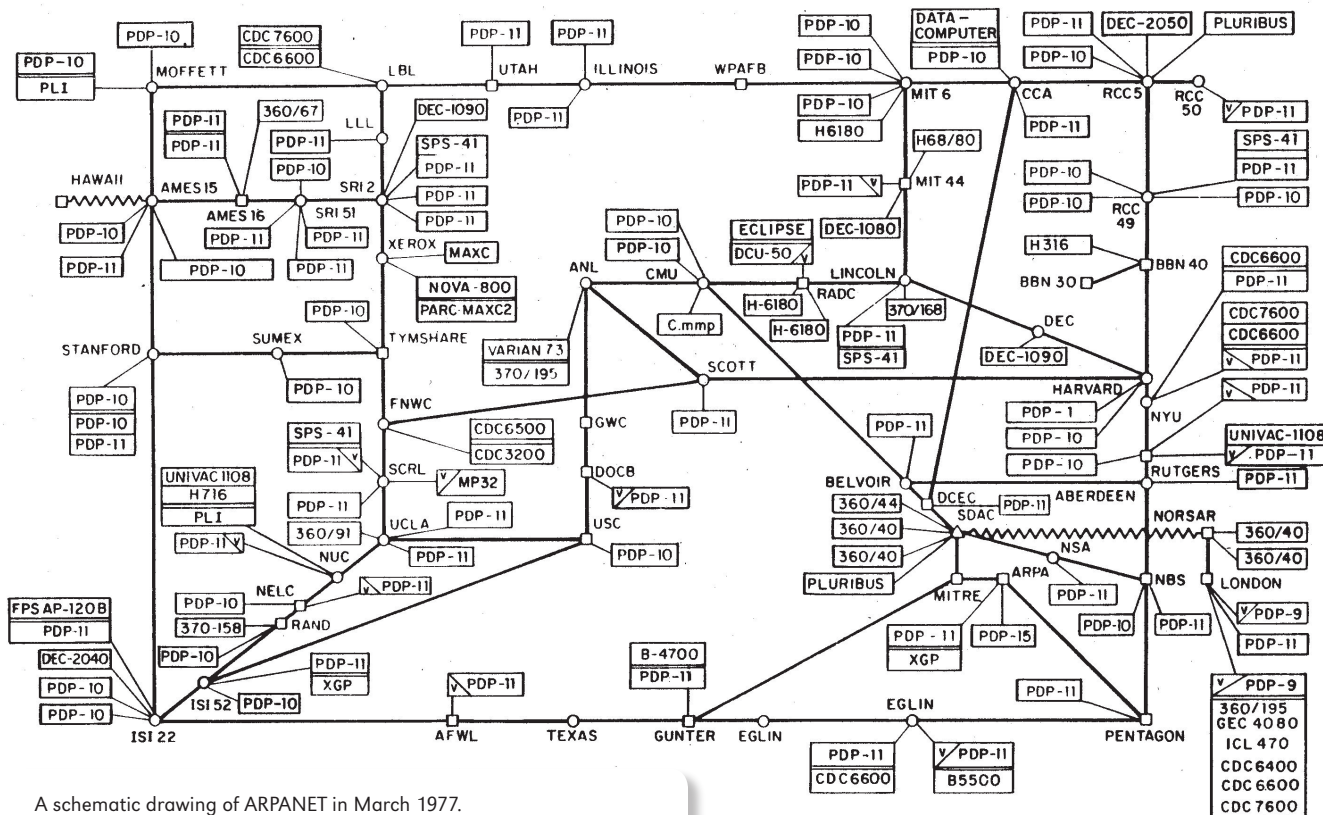 PDP-10
CDC 7600
CDC 6600
PDP-11
PDP-11
PDP-10
DATA-
COMPUTER
PDP-10
PDP-11
DEC-2050
PLURIBUS
PDP-10
PLI
MOFFETT
LBL
UTAH
ILLINOIS
WPAFB
PDP-10
PDP-10
MIT 6
CCA
RCC5
RCC
50
PDP-11
PDP-10
H6180
PDP-11
V PDP-11
PDP-11
PDP-11
360/67
LLL
PDP-11
DEC-1090
SPS-41
PDP-11
H68/80
SPS-41
PDP-11
PDP-10
HAWAII
AMES 15
PDP-10
SRI 2
PDP-11
PDP-11 V
MIT 44
PDP-10
PDP-10
RCC
49
PDP-10
AMES 16
SRI 51
PDP-11
PDP-10
PDP-11
PDP-11
PDP-11
PDP-11
PDP-10
XEROX
MAXC
PDP-10
PDP-10
ECLIPSE
DCU-50 V
DEC-1080
H316
BBN 40
CDC6600
PDP-11
ANL
CMU
RADC
LINCOLN
BBN 30
NOVA-800
PARC-MAXC2
H-6180
H-6180
370/168
CDC7600
CDC6600
V PDP-11
PDP-10
C.mmp
DEC
STANFORD
SUMEX
TYMSHARE
VARIAN 73
370/195
PDP-11
SPS-41
DEC-1090
V PDP-11
PDP-10
SCOTT
HARVARD
PDP-10
PDP-10
PDP-11
FNWC
PDP-11
PDP-1
NYU
SPS-41
PDP-11 V
CDC6500
CDC3200
GWC
PDP-11
PDP-10
UNIVAC-1108
V PDP-11
UNIVAC 1108
H716
PLI
SCRL
V MP32
DOCB
PDP-10
RUTGERS
PDP-11
BELVOIR
ABERDEEN
PDP-11
V PDP-11
360/44
DCEC
PDP-11
360/91
UCLA
PDP-11
USC
360/40
SDAC
NORSAR
360/40
PDP-11 V
PDP-11
PDP-10
360/40
NSA
360/40
NUC
PLURIBUS
NELC
V PDP-11
MITRE
ARPA
PDP-11
NBS
LONDON
PDP-10
FPS AP-120B
PDP-11
370-158
RAND
PDP-11
XGP
PDP-15
PDP-10
PDP-11
V PDP-9
PDP-11
DEC-2040
PDP-10
PDP-11
XGP
B-4700
PDP-11
PDP-10
V PDP-11
PDP-11
V PDP-9
360/195
GEC 4080
ICL 470
CDC6400
CDC6600
CDC7600
PDP-10
ISI 52
PDP-10
EGLIN
ISI 22
AFWL
TEXAS
GUNTER
EGLIN
PENTAGON
PDP-11
CDC6600
V PDP-11
B5500
A schematic drawing of ARPANET in March 1977.